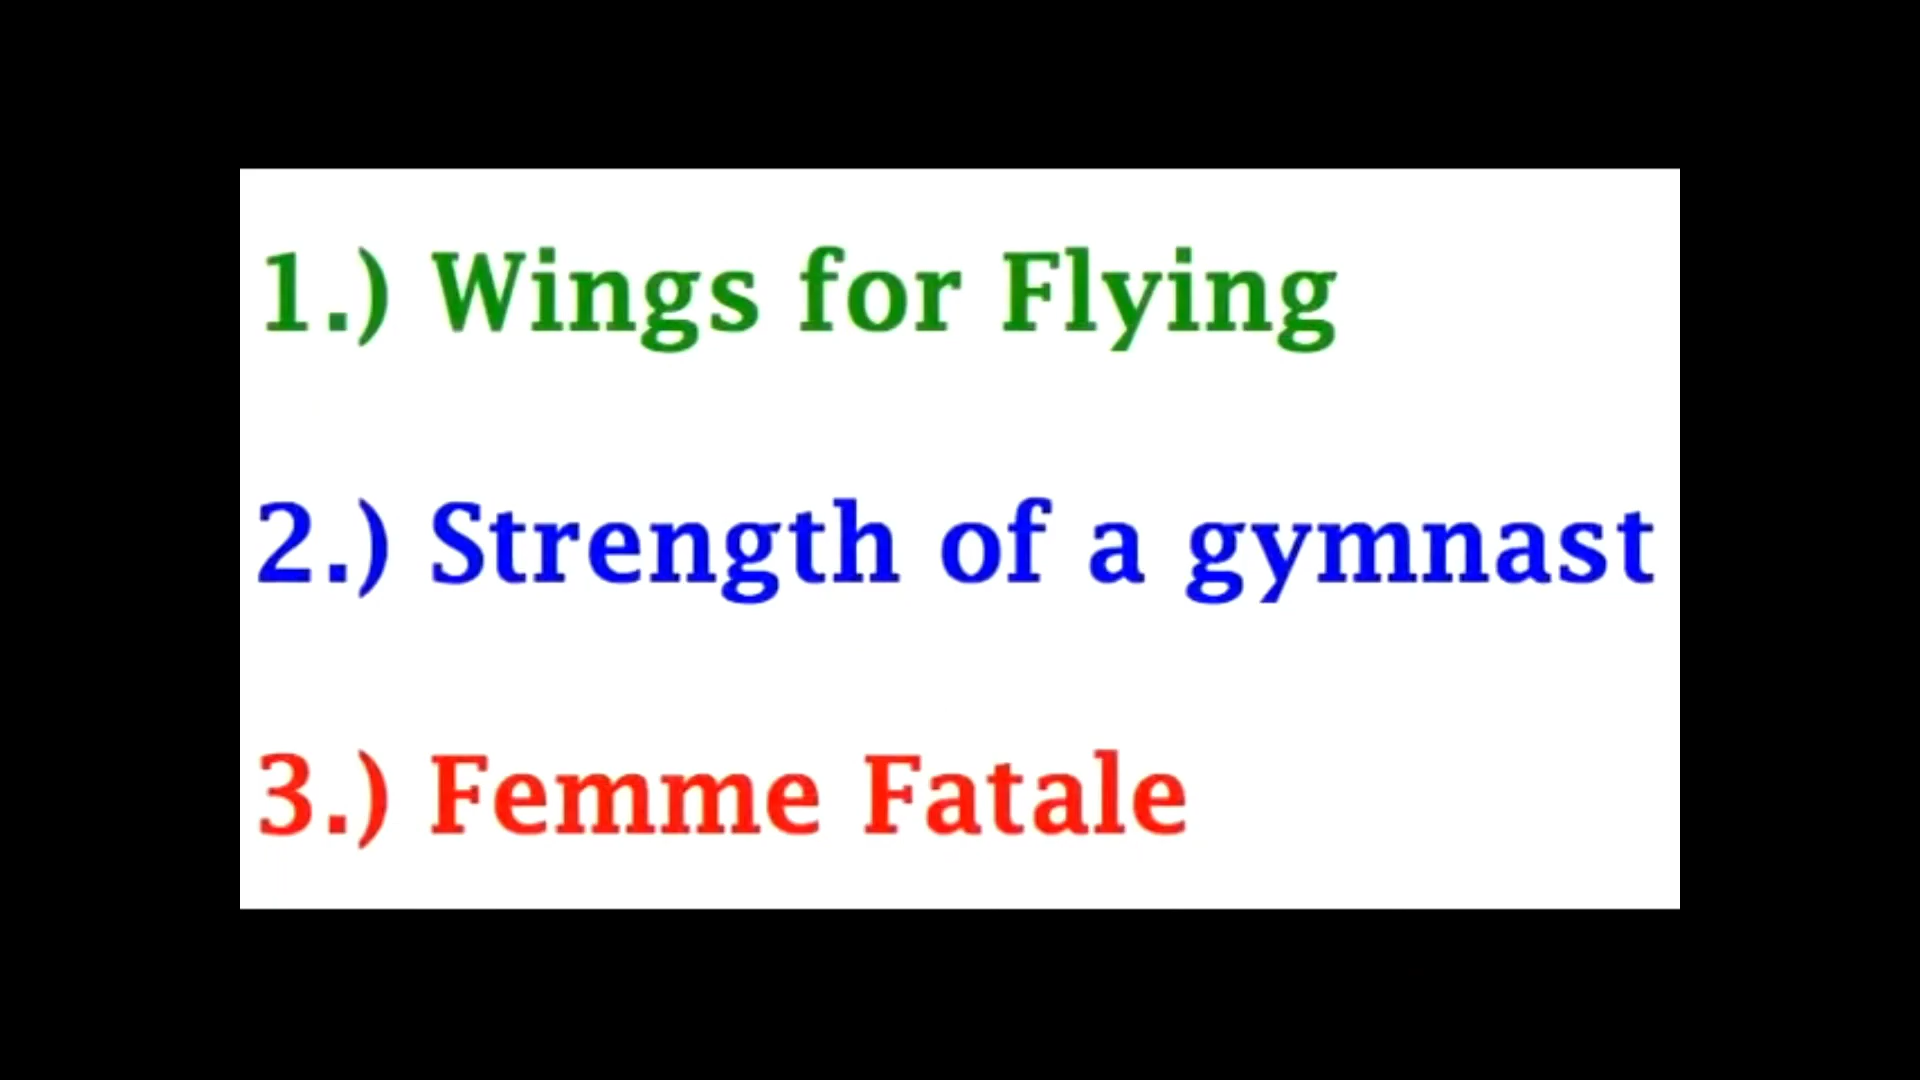 1.) Wings for Flying
2.) Strength of a gymnast
3.) Femme Fatale